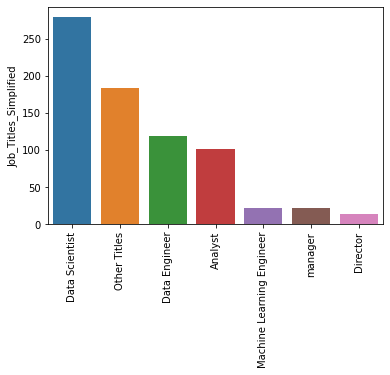 Job_Titles_Simplified
250
200
150
100
50
0
Data Scientist
Other Titles
Data Engineer
Analyst
Machine Learning Engineer
manager
Director